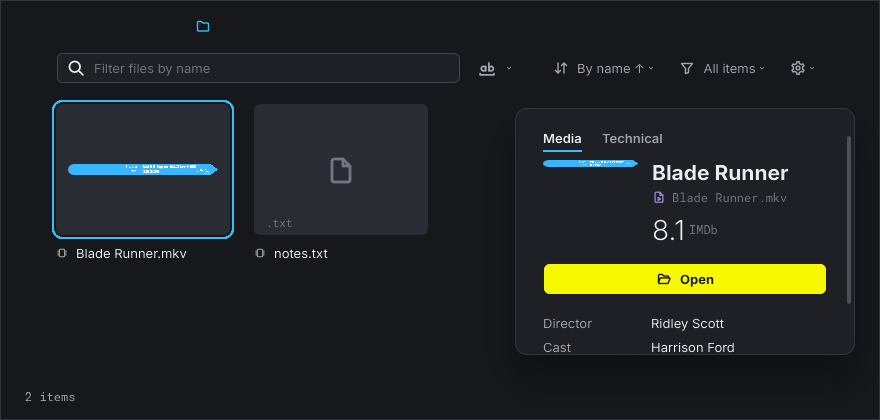 Filter files by name
ab
By name ↑
All items
Media Technical
Blade Runner
Blade Runner.mkv
8.1 IMDb
.txt
Blade Runner.mkv
notes.txt
Open
Director Ridley Scott
Cast Harrison Ford
2 items